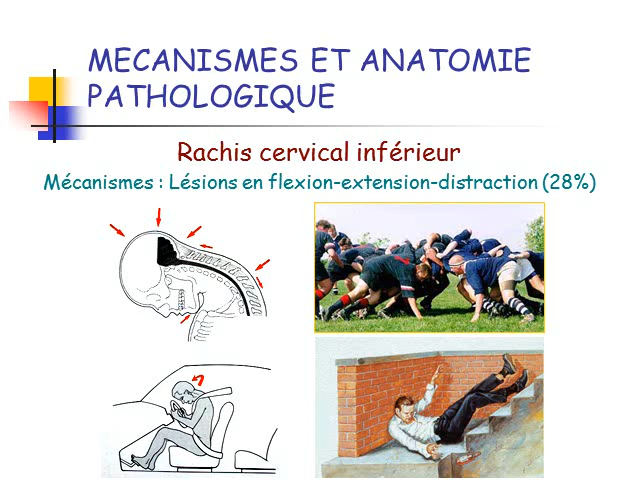 MECANISMES ET ANATOMIE
PATHOLOGIQUE
Rachis cervical inférieur
Mécanismes : Lésions en flexion-extension-distraction (28%)